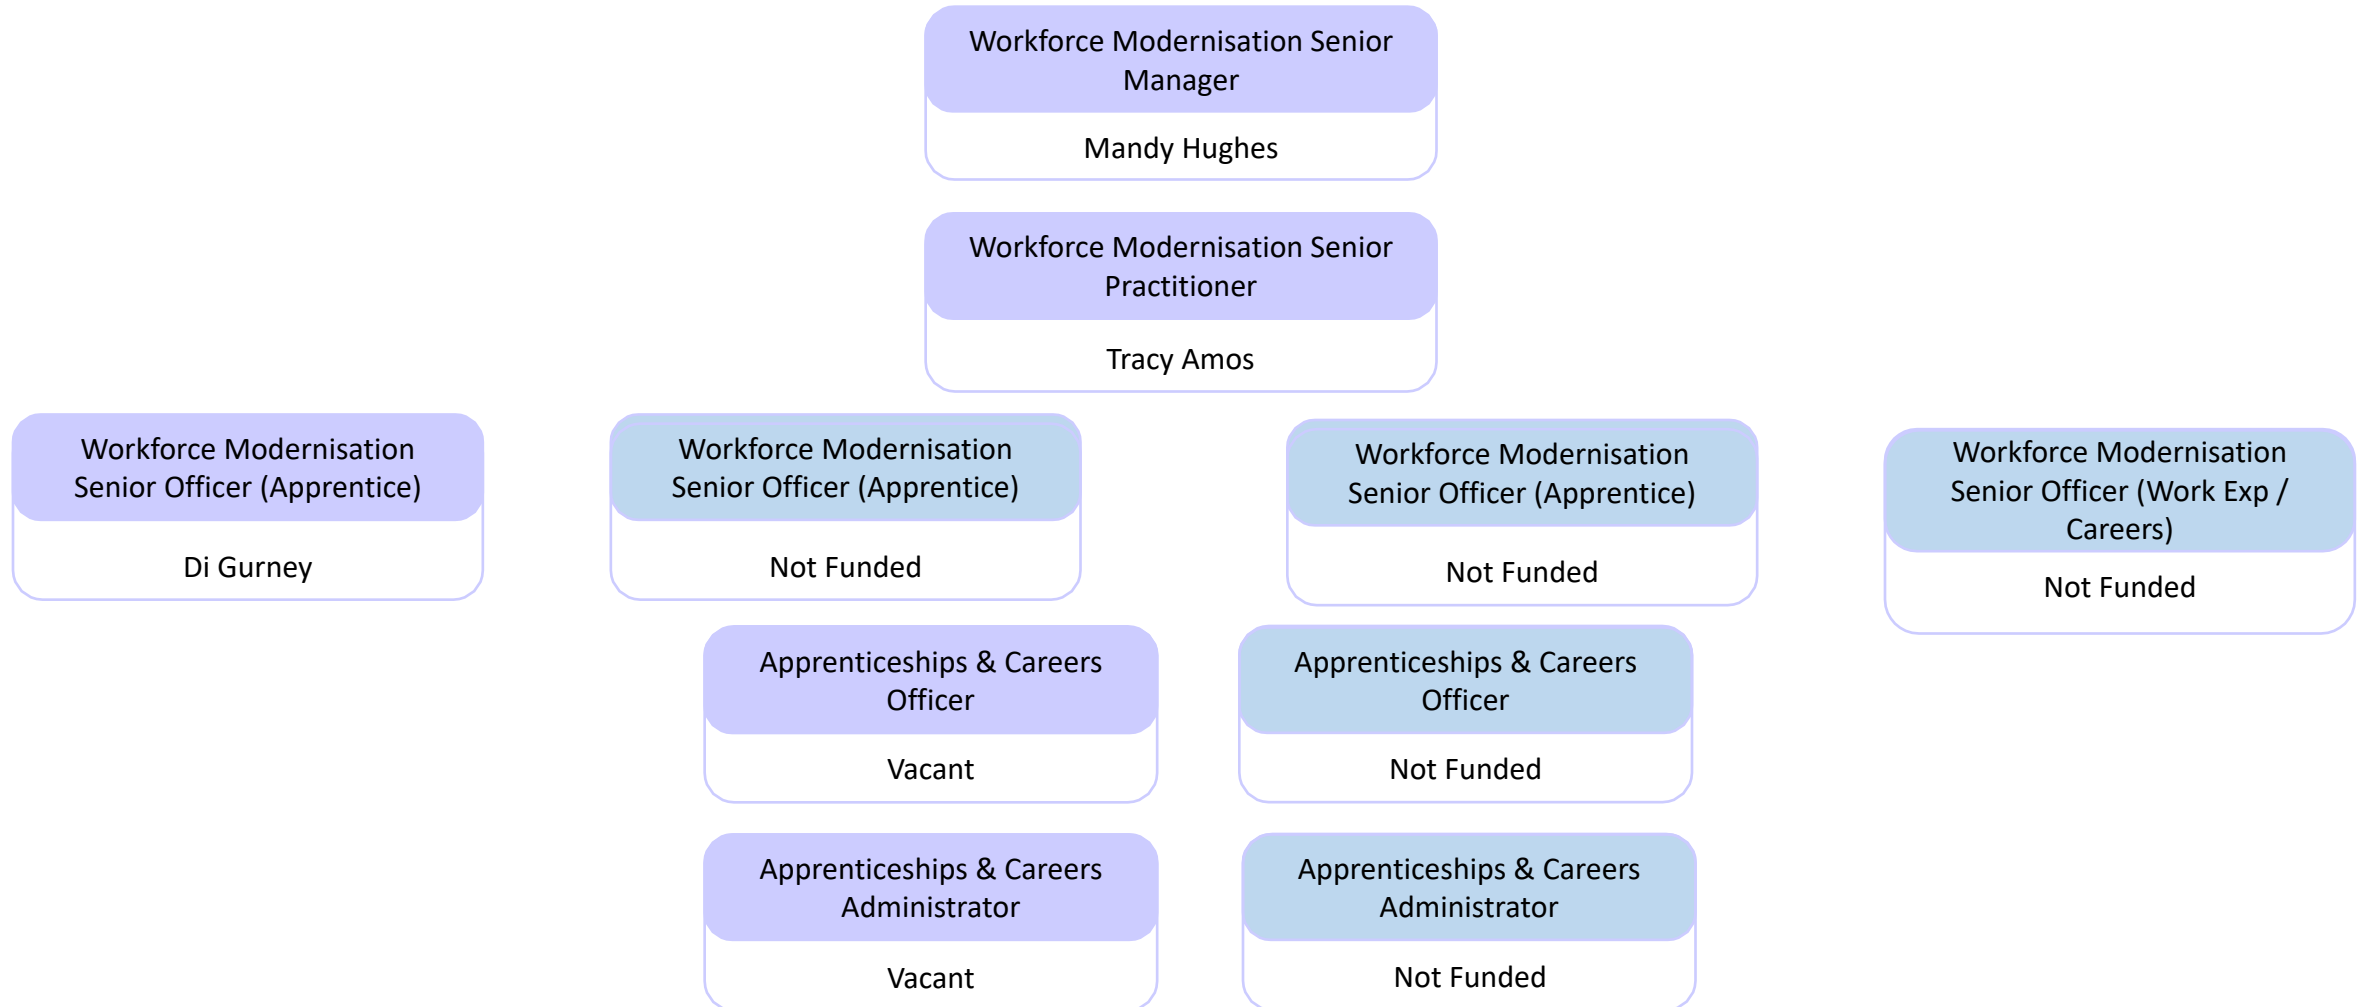 Workforce Modernisation Senior
Manager
Mandy Hughes
Workforce Modernisation Senior
Practitioner
Tracy Amos
Workforce Modernisation
Senior Officer (Apprentice)
Di Gurney
Workforce Modernisation
Senior Officer (Apprentice)
Not Funded
Workforce Modernisation
Senior Officer (Apprentice)
Not Funded
Workforce Modernisation
Senior Officer (Work Exp /
Careers)
Not Funded
Apprenticeships & Careers
Officer
Vacant
Apprenticeships & Careers
Officer
Not Funded
Apprenticeships & Careers
Administrator
Vacant
Apprenticeships & Careers
Administrator
Not Funded